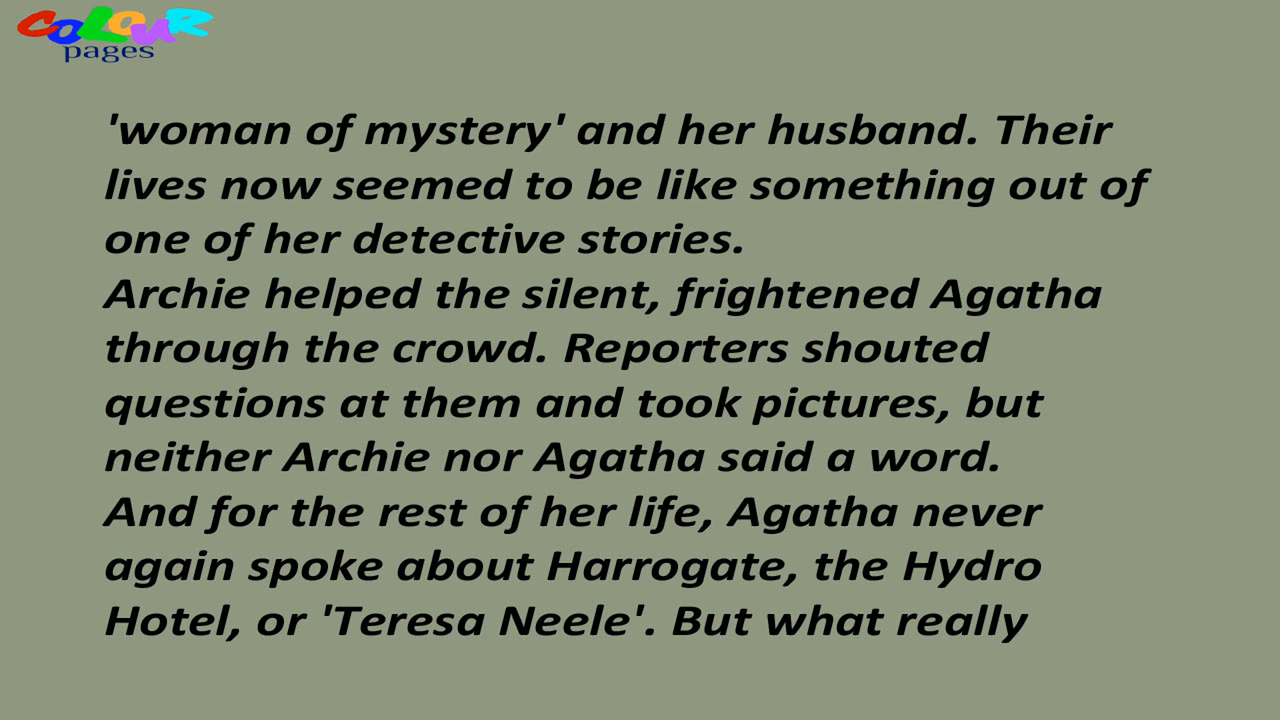 COLOUR
pages
'woman of mystery' and her husband. Their
lives now seemed to be like something out of
one of her detective stories.
Archie helped the silent, frightened Agatha
through the crowd. Reporters shouted
questions at them and took pictures, but
neither Archie nor Agatha said a word.
And for the rest of her life, Agatha never
again spoke about Harrogate, the Hydro
Hotel, or 'Teresa Neele'. But what really